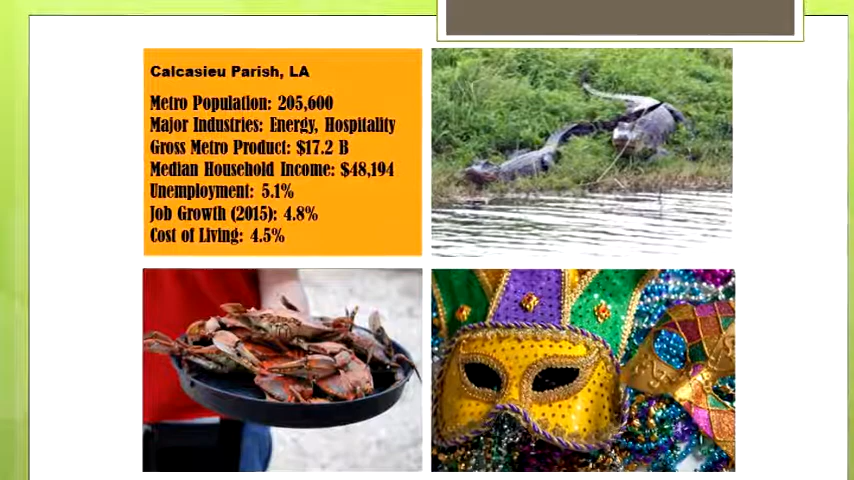 Calcasieu Parish, LA
Metro Population: 205,600
Major Industries: Energy, Hospitality
Gross Metro Product: $17.2 B
Median Household Income: $48,194
Unemployment: 5.1%
Job Growth (2015): 4.8%
Cost of Living: 4.5%